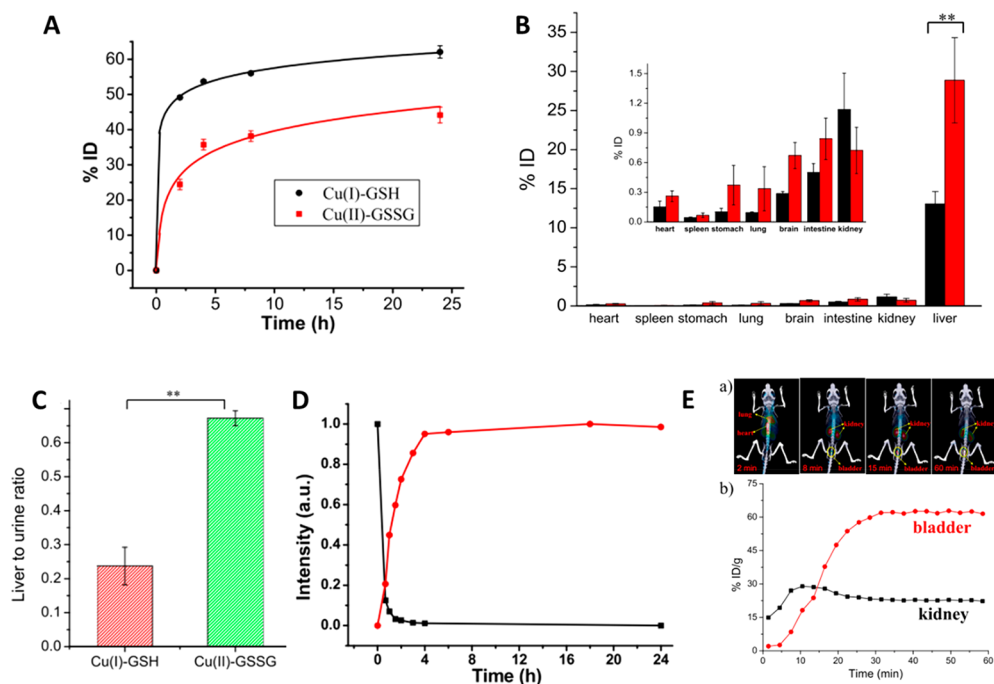 A
% ID
60
50
40
30
20
10
0
Cu(I)-GSH
Cu(II)-GSSG
0 5 10 15 20 25
Time (h)
B
**
% ID
35
30
25
20
15
10
5
0
% ID
1.5
1.2
0.9
0.6
0.3
0.0
heart spleen stomach lung brain intestine kidney
heart spleen stomach lung brain intestine kidney liver
C
**
Liver to urine ratio
0.6
0.5
0.4
0.3
0.2
0.1
0.0
Cu(I)-GSH Cu(II)-GSSG
D
Intensity (a.u.)
1.0
0.8
0.6
0.4
0.2
0.0
0 4 8 12 16 20 24
Time (h)
E
a)
lung
heart
2 min
kidney
bladder
8 min
kidney
bladder
15 min
kidney
bladder
60 min
b)
% ID/g
75
60
45
30
15
0
bladder
kidney
0 10 20 30 40 50 60
Time (min)